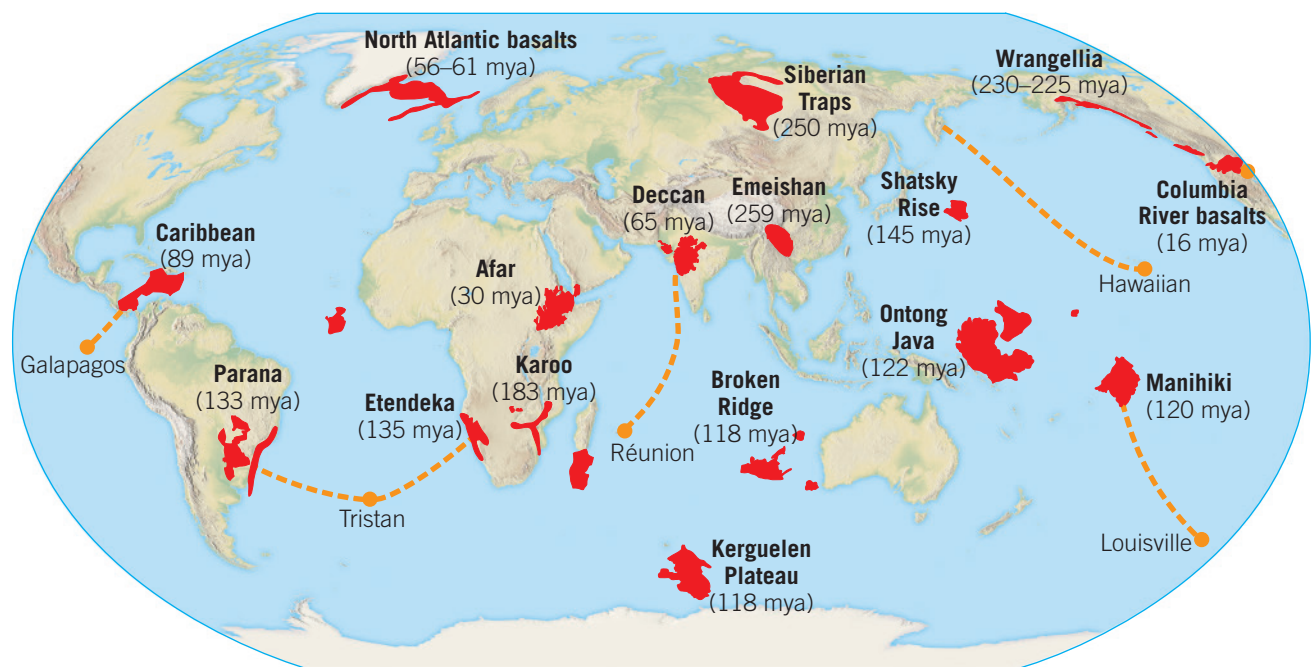 North Atlantic basalts
(56–61 mya)
Siberian
Traps
(250 mya)
Wrangellia
(230–225 mya)
Caribbean
(89 mya)
Galapagos
Afar
(30 mya)
Deccan
(65 mya)
Emeishan
(259 mya)
Shatsky
Rise
(145 mya)
Columbia
River basalts
(16 mya)
Hawaiian
Parana
(133 mya)
Etendeka
(135 mya)
Karoo
(183 mya)
Tristan
Réunion
Broken
Ridge
(118 mya)
Ontong
Java
(122 mya)
Manihiki
(120 mya)
Louisville
Kerguelen
Plateau
(118 mya)